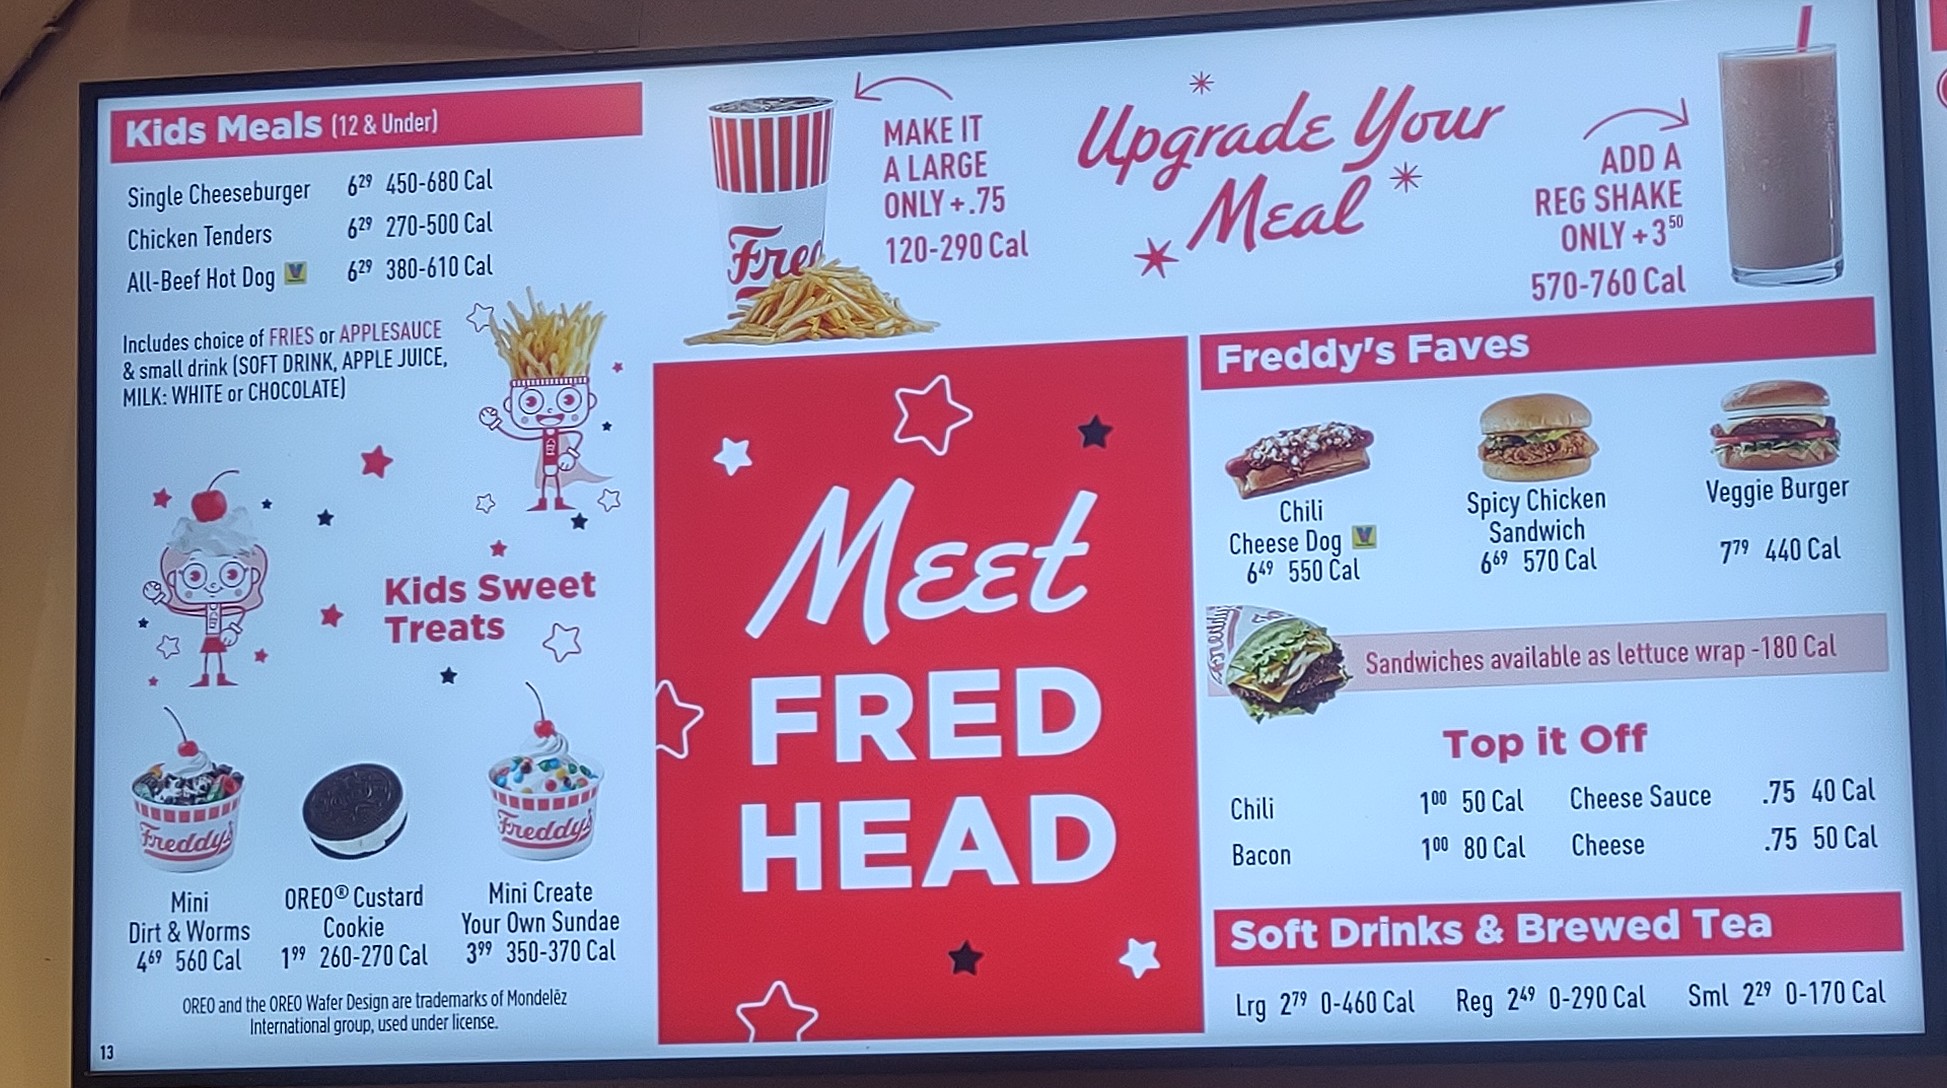 Kids Meals (12 & Under)
Single Cheeseburger 6²⁹ 450-680 Cal
Chicken Tenders 6²⁹ 270-500 Cal
All-Beef Hot Dog V 6²⁹ 380-610 Cal
Includes choice of FRIES or APPLESAUCE
& small drink (SOFT DRINK, APPLE JUICE,
MILK: WHITE or CHOCOLATE)
Kids Sweet
Treats
Freddy's
Freddy's
Mini
Dirt & Worms
4⁶⁹ 560 Cal
OREO® Custard
Cookie
1⁹⁹ 260-270 Cal
Mini Create
Your Own Sundae
3⁹⁹ 350-370 Cal
OREO and the OREO Wafer Design are trademarks of Mondelēz
International group, used under license.
13
Fred
MAKE IT
A LARGE
ONLY +.75
120-290 Cal
Upgrade Your
Meal
ADD A
REG SHAKE
ONLY +3⁵⁰
570-760 Cal
Meet
FRED
HEAD
Freddy's Faves
Chili
Cheese Dog V
6⁴⁹ 550 Cal
Spicy Chicken
Sandwich
6⁶⁹ 570 Cal
Veggie Burger
7⁷⁹ 440 Cal
Sandwiches available as lettuce wrap -180 Cal
Top it Off
Chili 1⁰⁰ 50 Cal Cheese Sauce .75 40 Cal
Bacon 1⁰⁰ 80 Cal Cheese .75 50 Cal
Soft Drinks & Brewed Tea
Lrg 2⁷⁹ 0-460 Cal Reg 2⁴⁹ 0-290 Cal Sml 2²⁹ 0-170 Cal